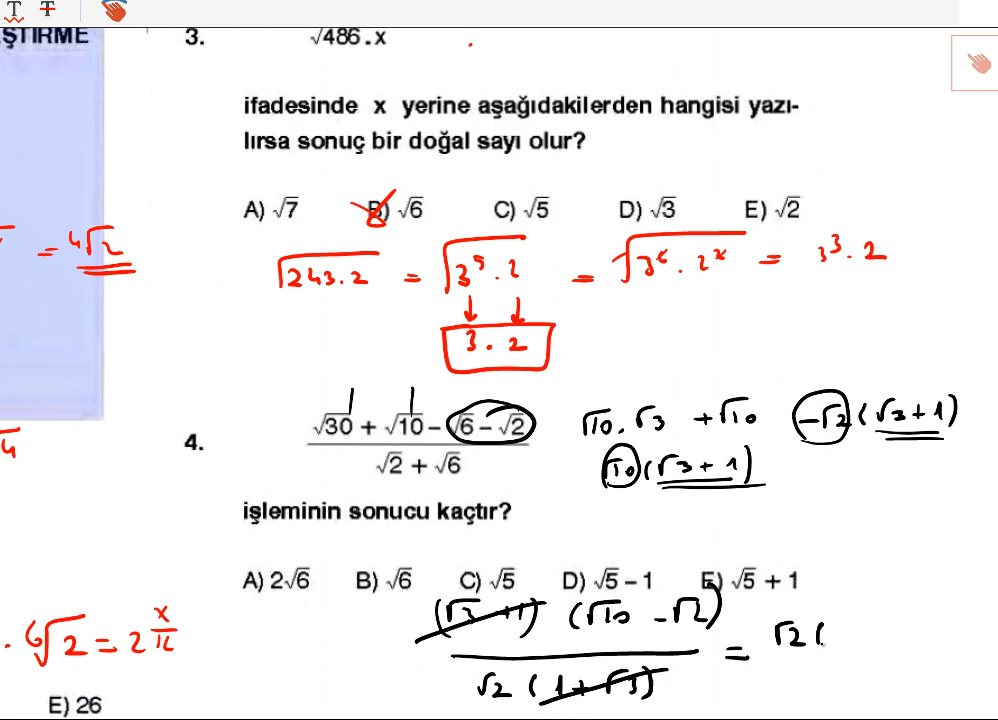 ŞTIRME
3. √486.x
ifadesinde x yerine aşağıdakilerden hangisi yazı-
lırsa sonuç bir doğal sayı olur?
A) √7 B) √6 C) √5 D) √3 E) √2
= ⁴√2
√243.2 = √3⁵.2 = √3⁶.2ˣ = 3³.2
3.2
4. (√30 + √10 − √6 − √2) / (√2 + √6)
√10.√3 + √10 −√2(√3+1)
√10(√3+1)
işleminin sonucu kaçtır?
A) 2√6 B) √6 C) √5 D) √5 − 1 E) √5 + 1
(√3+1)(√10 −√2) / √2(1+√3) = √2(
. ⁶√2 = 2^(x/12)
E) 26